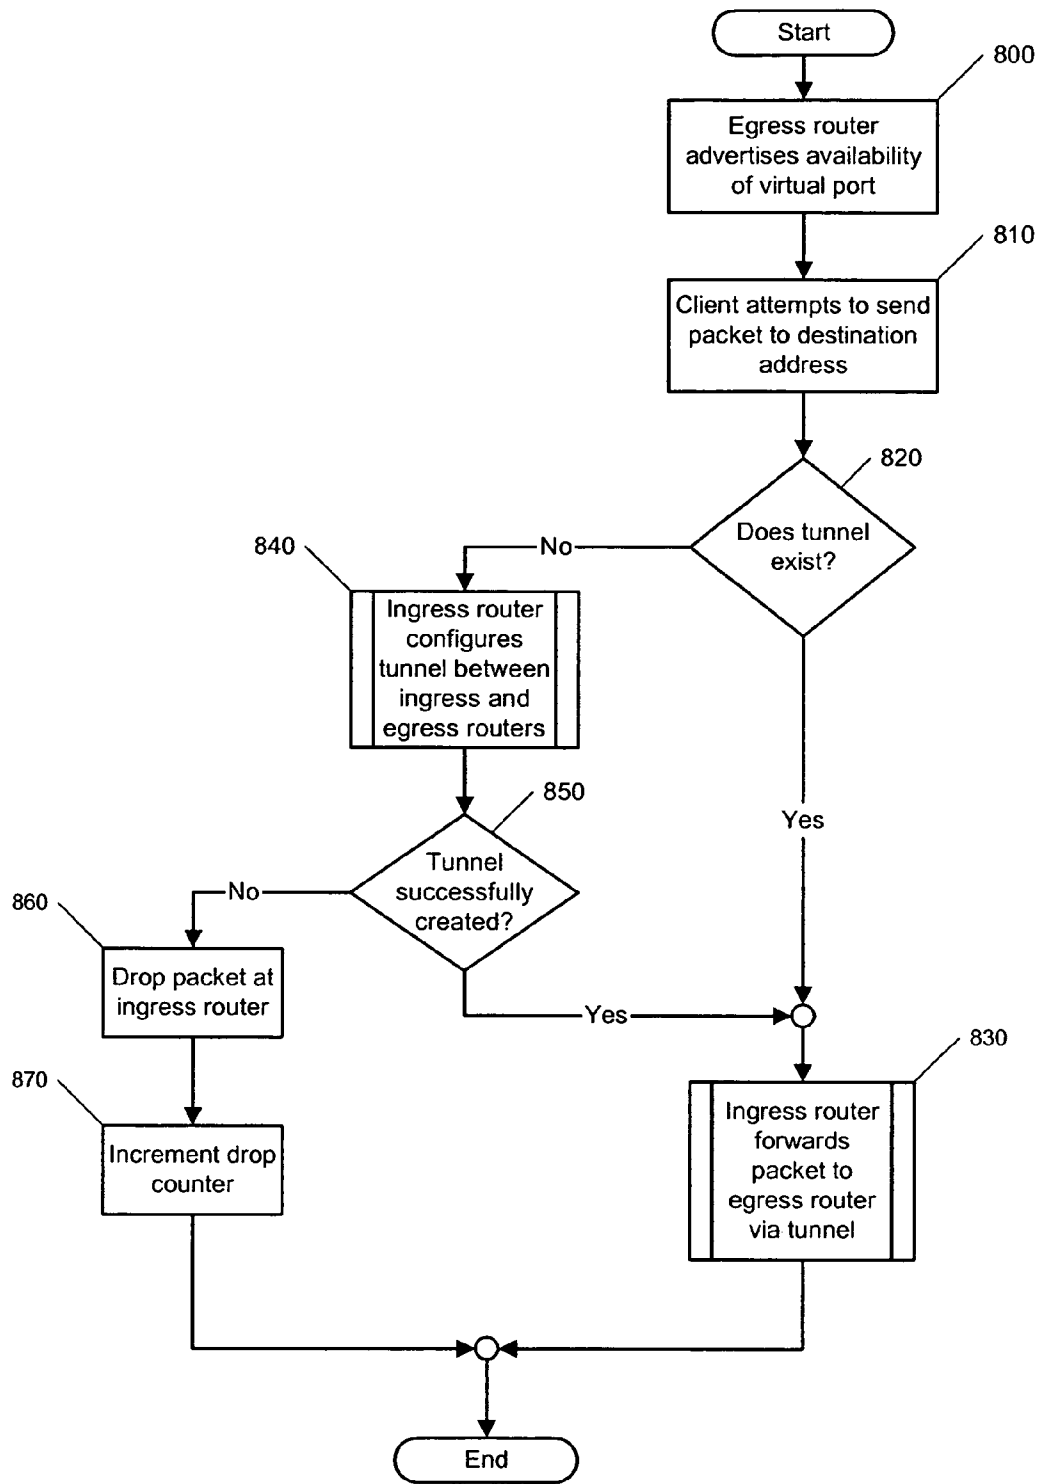 Start
800
Egress router
advertises availability
of virtual port
810
Client attempts to send
packet to destination
address
820
Does tunnel
exist?
No
840
Ingress router
configures
tunnel between
ingress and
egress routers
850
Yes
Tunnel
successfully
created?
No
860
Drop packet at
ingress router
Yes
830
870
Ingress router
forwards
packet to
egress router
via tunnel
Increment drop
counter
End